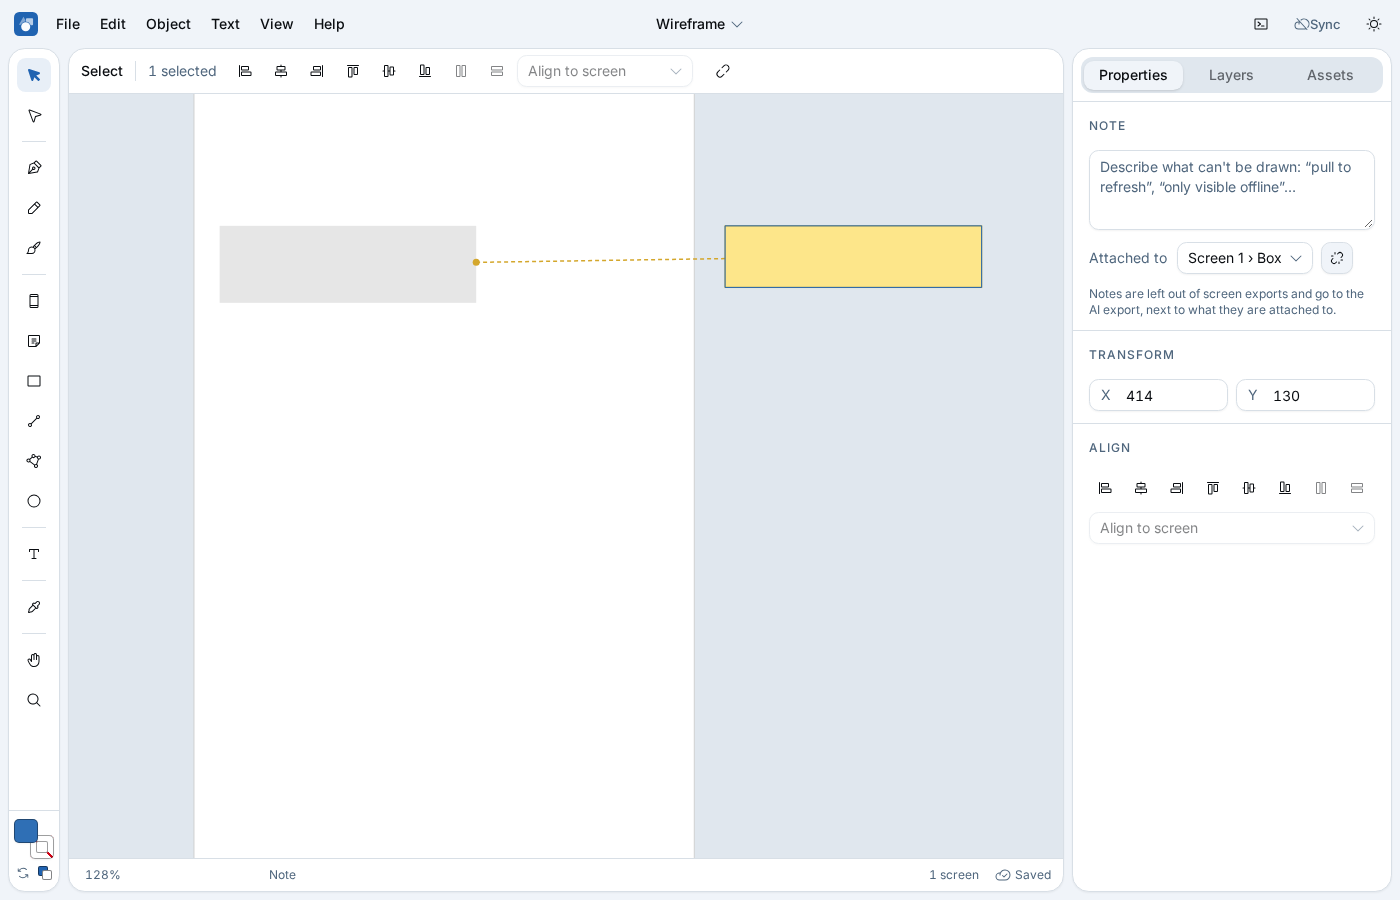 File Edit Object Text View Help
Wireframe
Sync
Select
1 selected
Align to screen
Properties
Layers
Assets
NOTE
Describe what can't be drawn: “pull to
refresh”, “only visible offline”…
Attached to
Screen 1 › Box
Notes are left out of screen exports and go to the
AI export, next to what they are attached to.
TRANSFORM
X 414
Y 130
ALIGN
Align to screen
128%
Note
1 screen
Saved